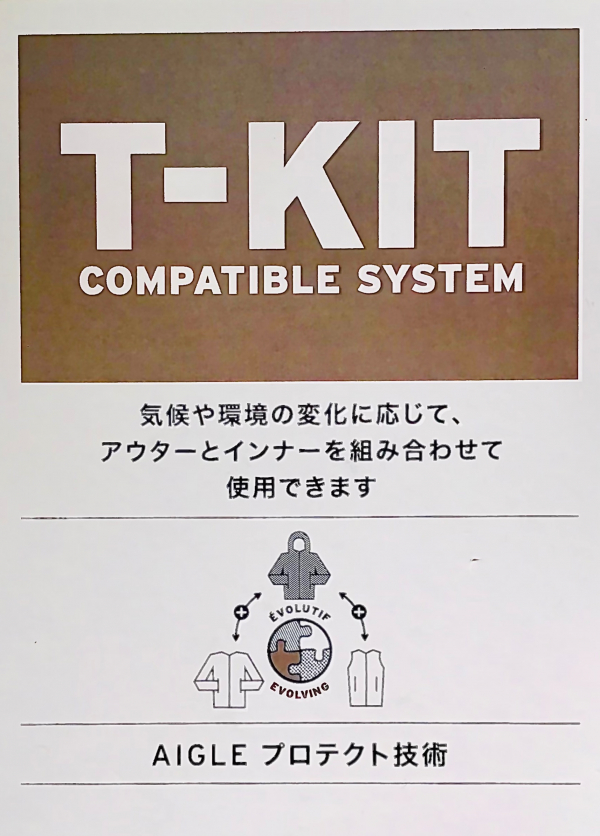 T-KIT
COMPATIBLE SYSTEM
気候や環境の変化に応じて、
アウターとインナーを組み合わせて
使用できます
ÉVOLUTIF
EVOLVING
AIGLE プロテクト技術